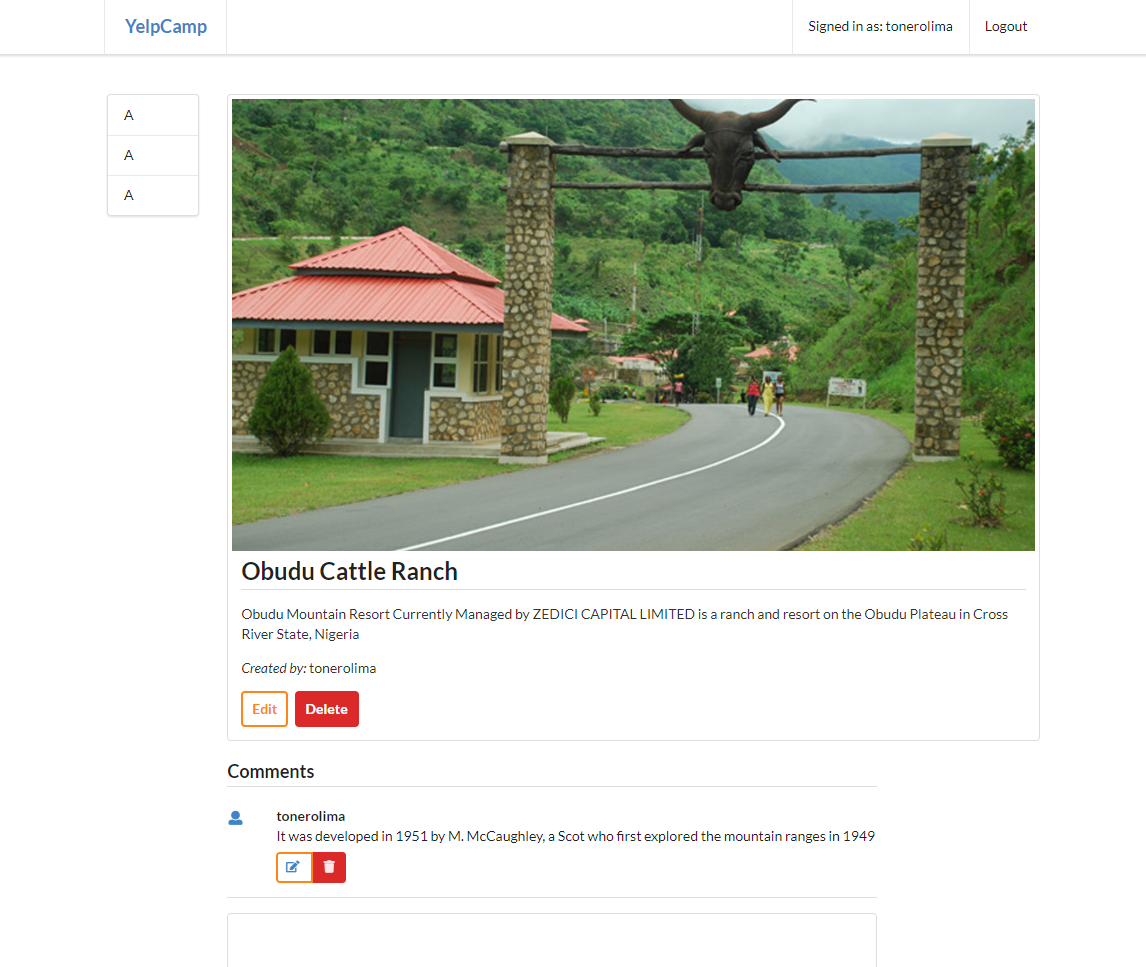 YelpCamp
Signed in as: tonerolima
Logout
A
A
A
Obudu Cattle Ranch
Obudu Mountain Resort Currently Managed by ZEDICI CAPITAL LIMITED is a ranch and resort on the Obudu Plateau in Cross
River State, Nigeria
Created by: tonerolima
Edit
Delete
Comments
tonerolima
It was developed in 1951 by M. McCaughley, a Scot who first explored the mountain ranges in 1949